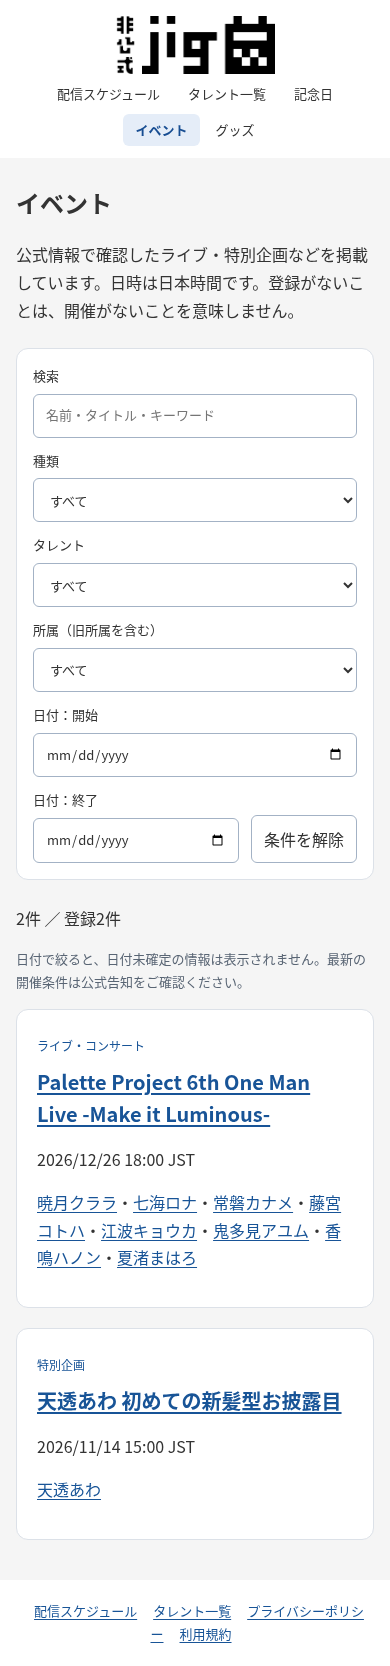 非公式 jig
配信スケジュール タレント一覧 記念日
イベント グッズ
イベント
公式情報で確認したライブ・特別企画などを掲載
しています。日時は日本時間です。登録がないこ
とは、開催がないことを意味しません。
検索
名前・タイトル・キーワード
種類
すべて
タレント
すべて
所属（旧所属を含む）
すべて
日付：開始
mm/dd/yyyy
日付：終了
mm/dd/yyyy 条件を解除
2件 ／ 登録2件
日付で絞ると、日付未確定の情報は表示されません。最新の
開催条件は公式告知をご確認ください。
ライブ・コンサート
Palette Project 6th One Man
Live -Make it Luminous-
2026/12/26 18:00 JST
暁月クララ・七海ロナ・常磐カナメ・藤宮
コトハ・江波キョウカ・鬼多見アユム・香
鳴ハノン・夏渚まはろ
特別企画
天透あわ 初めての新髪型お披露目
2026/11/14 15:00 JST
天透あわ
配信スケジュール タレント一覧 プライバシーポリシ
ー 利用規約